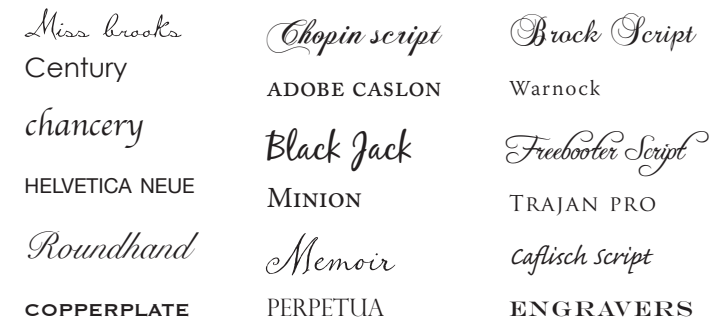 Miss brooks
Century
chancery
HELVETICA NEUE
Roundhand
COPPERPLATE
Chopin script
ADOBE CASLON
Black Jack
MINION
Memoir
PERPETUA
Brock Script
Warnock
Freebooter Script
TRAJAN PRO
Caflisch Script
ENGRAVERS